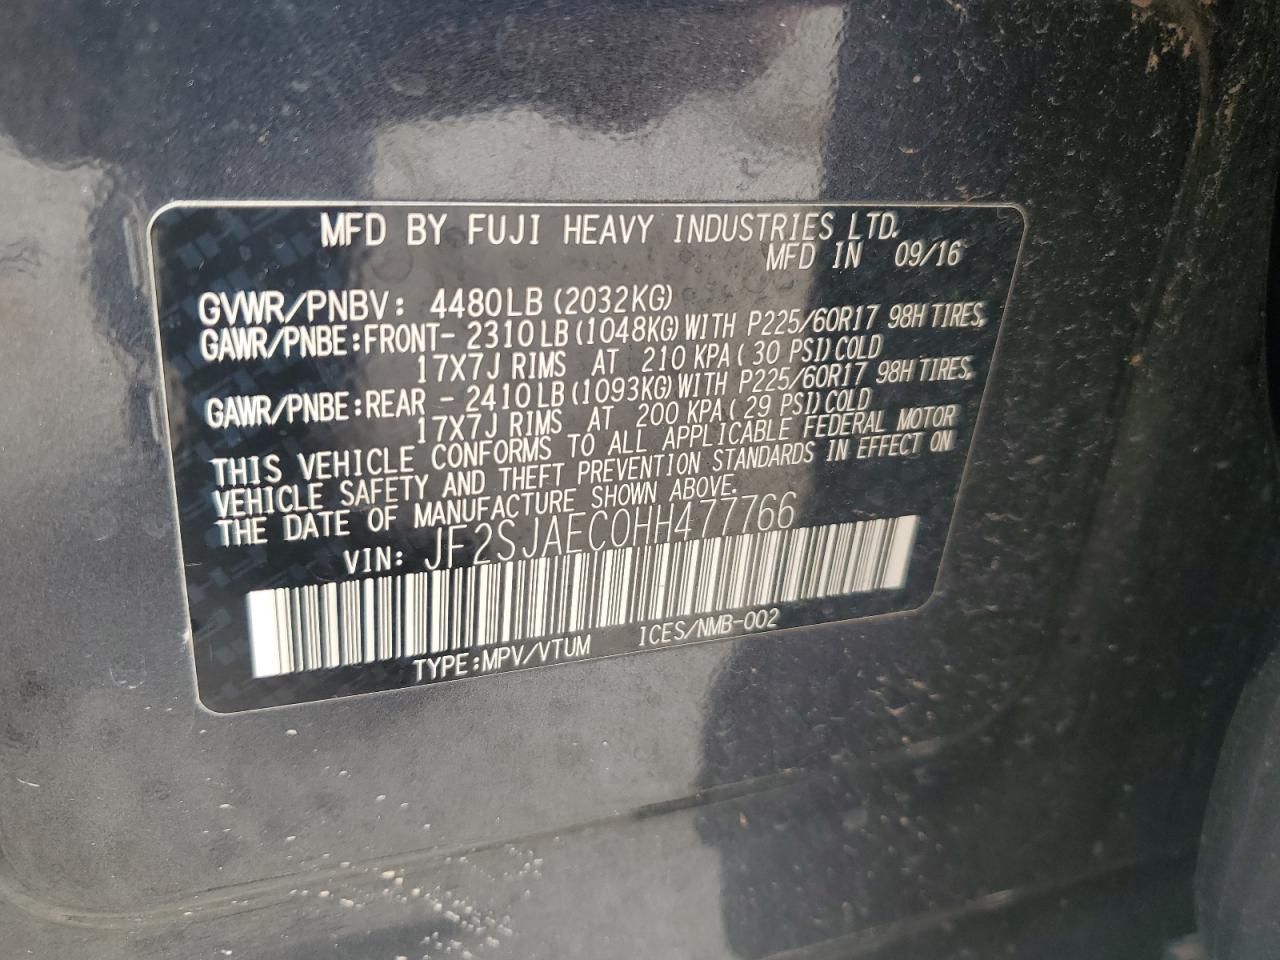 MFD BY FUJI HEAVY INDUSTRIES LTD.
MFD IN 09/16
GVWR/PNBV: 4480LB (2032KG)
GAWR/PNBE:FRONT- 2310LB (1048KG) WITH P225/60R17 98H TIRES,
17X7J RIMS AT 210 KPA (30 PSI) COLD
GAWR/PNBE:REAR - 2410LB (1093KG) WITH P225/60R17 98H TIRES,
17X7J RIMS AT 200 KPA (29 PSI) COLD
THIS VEHICLE CONFORMS TO ALL APPLICABLE FEDERAL MOTOR
VEHICLE SAFETY AND THEFT PREVENTION STANDARDS IN EFFECT ON
THE DATE OF MANUFACTURE SHOWN ABOVE.
VIN: JF2SJAEC0HH477766
TYPE:MPV/VTUM ICES/NMB-002